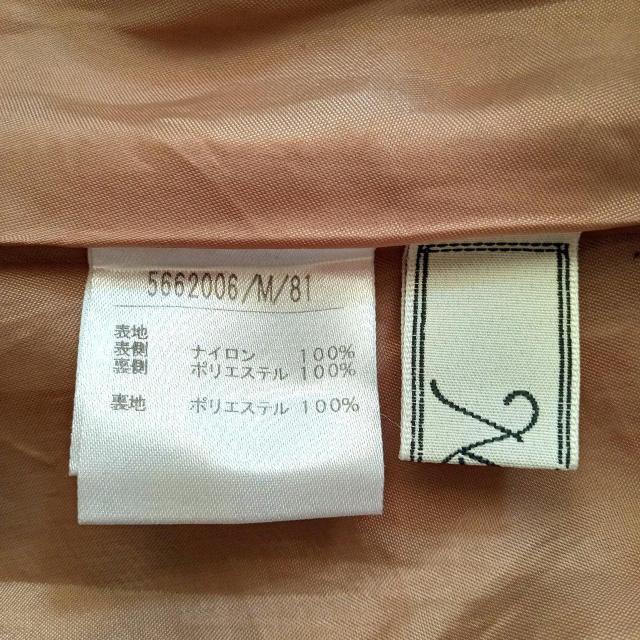 5662006/M/81
表地
表側 ナイロン 100%
裏側 ポリエステル 100%
裏地 ポリエステル 100%